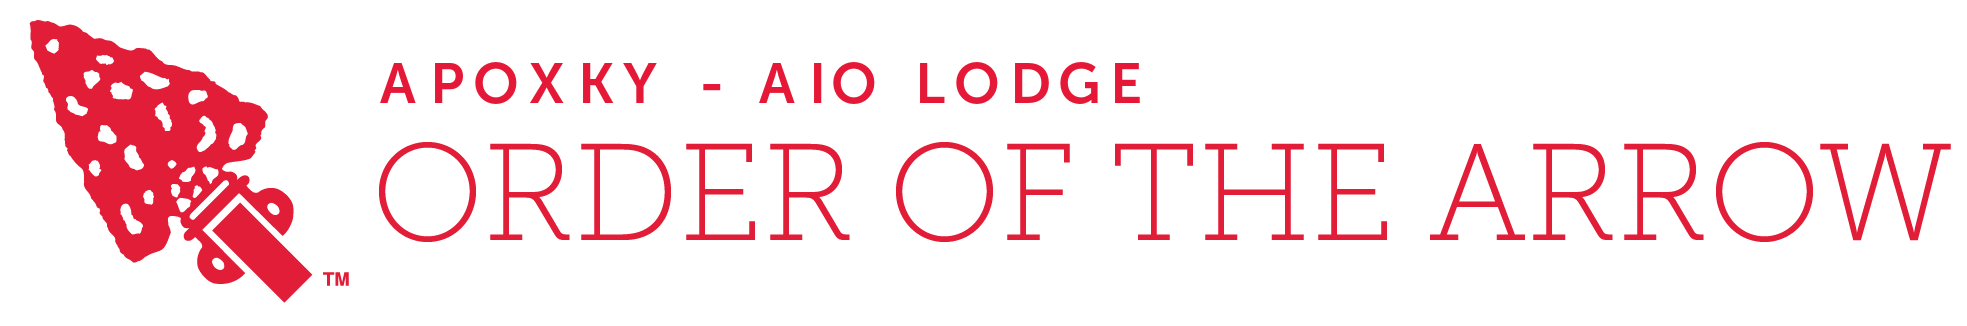 APOXKY - AIO LODGE
ORDER OF THE ARROW
TM